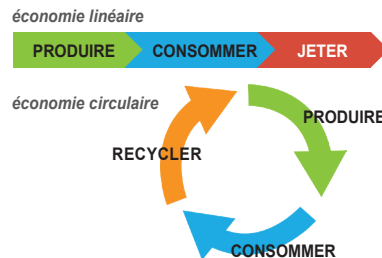 économie linéaire
PRODUIRE CONSOMMER JETER
économie circulaire
PRODUIRE
RECYCLER
CONSOMMER